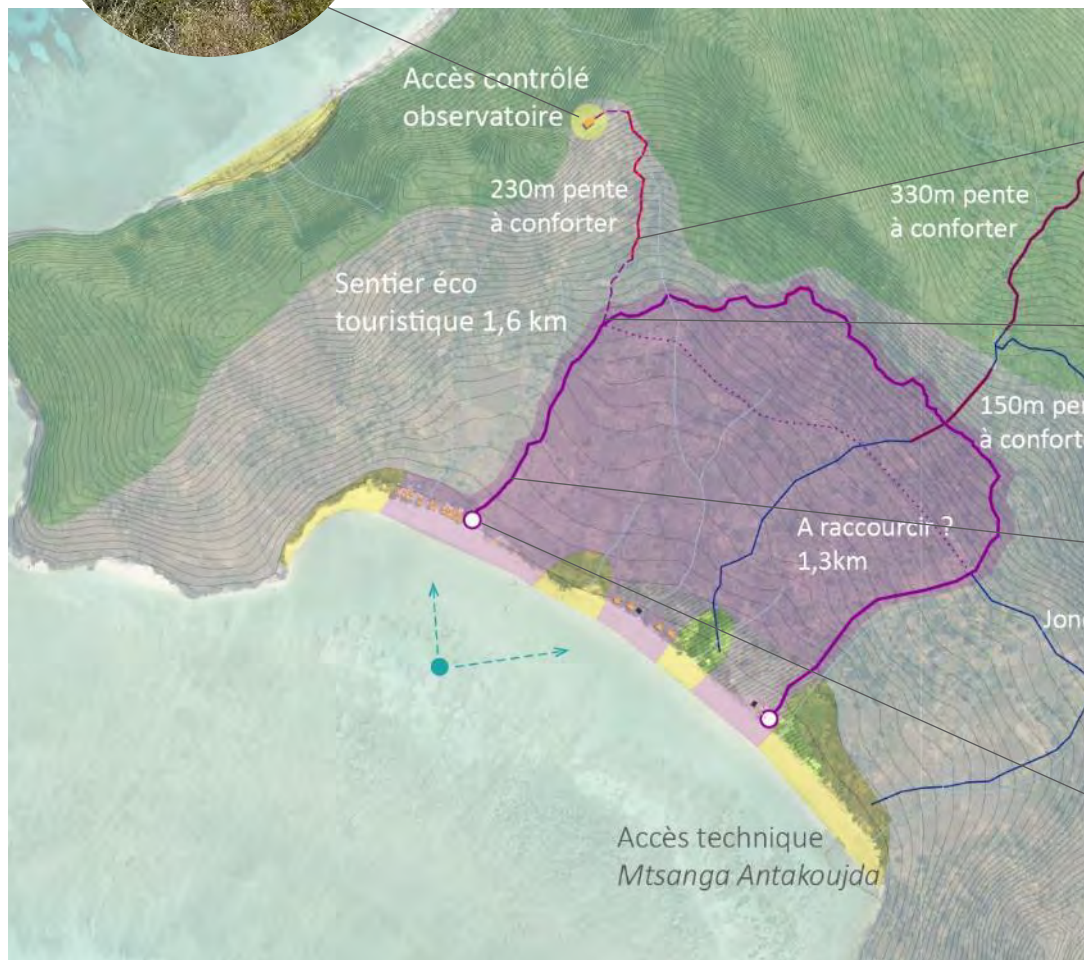 Accès contrôlé
observatoire
230m pente
à conforter
330m pente
à conforter
Sentier éco
touristique 1,6 km
150m
à
A raccourcir ?
1,3km
Accès technique
Mtsanga Antakoujda